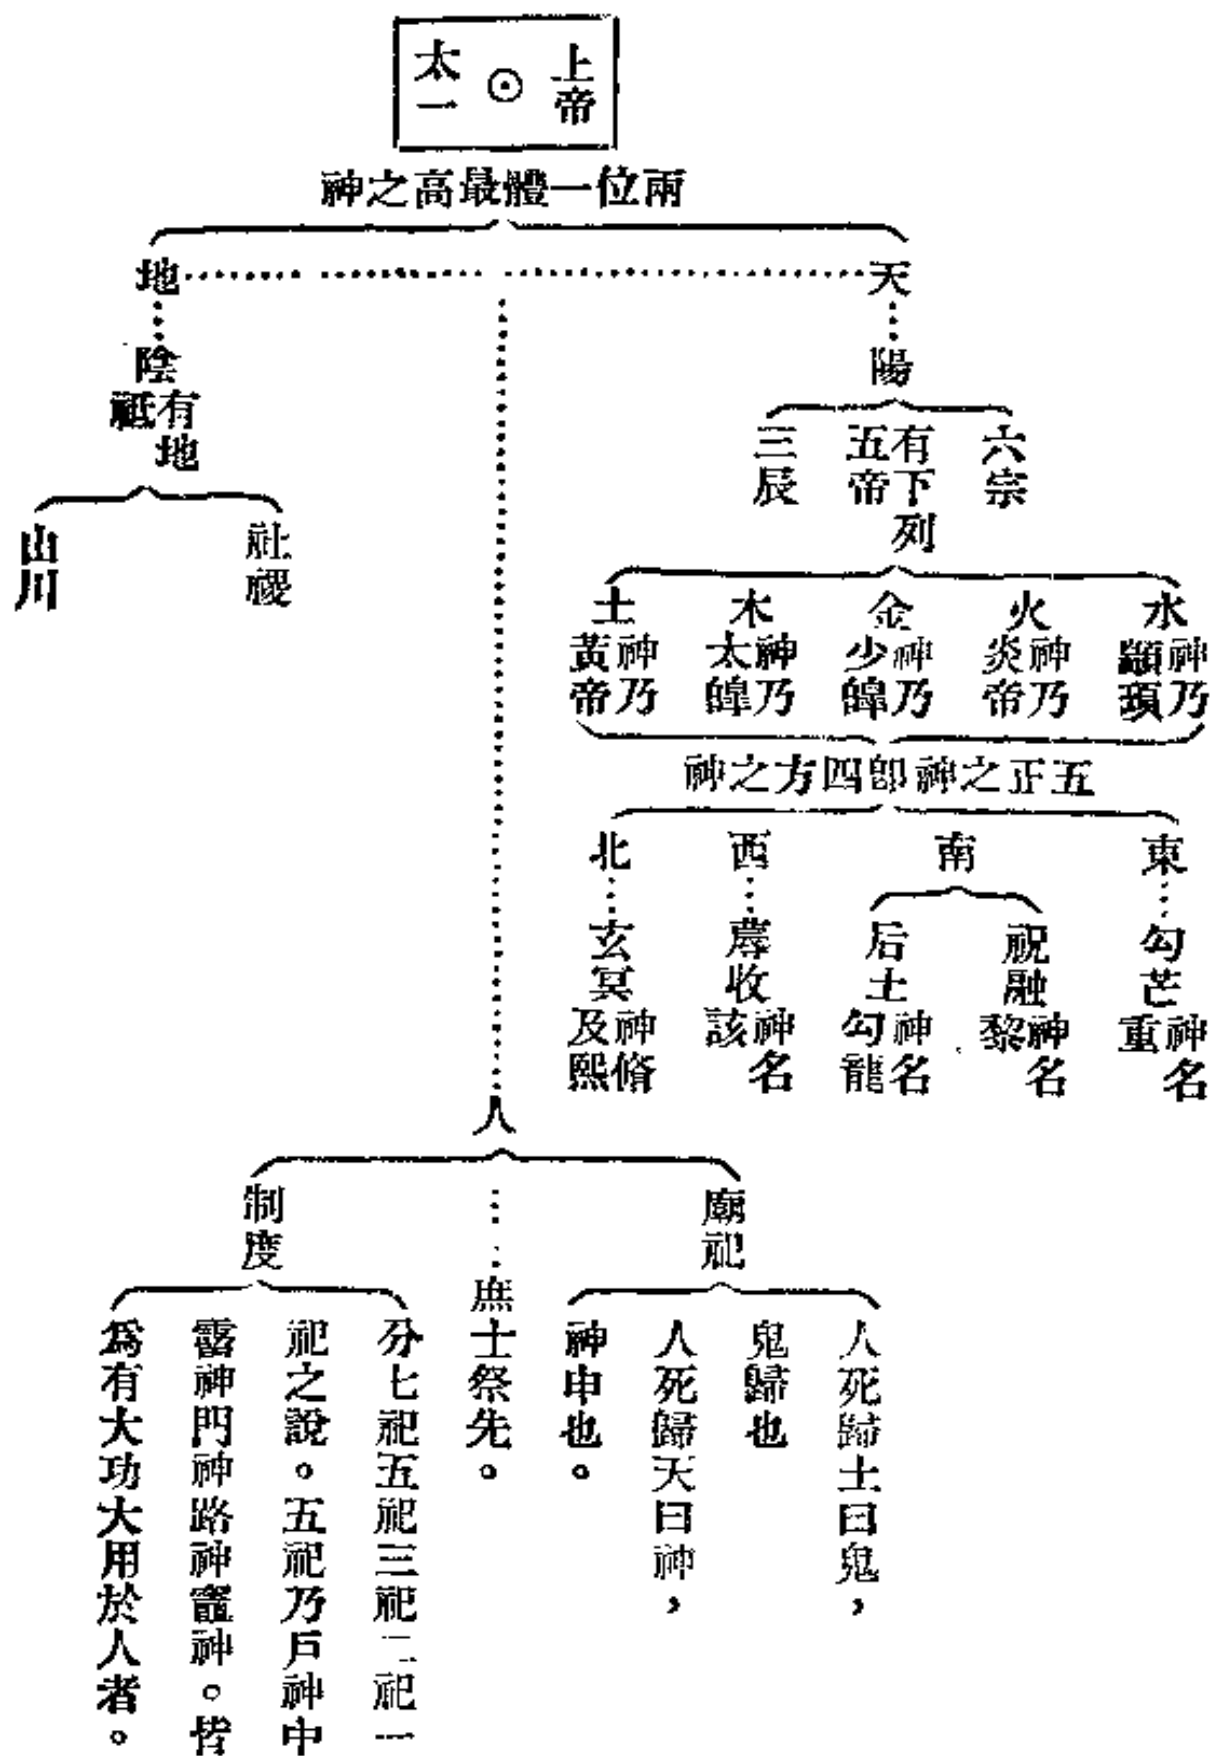 上帝
⊙
太一
兩位一體最高之神
天
地
陽
六宗
有下列
五帝
三辰
水
神乃
顓頊
火
神乃
炎帝
金
神乃
少皥
木
神乃
太皥
土
神乃
黃帝
五正之神卽四方之神
東
勾芒
神名
重
南
祝融
神名
黎
后土
神名
勾龍
西
蓐收
神名
該
北
玄冥
神脩
及熙
陰
有地
祗
社稷
山川
人
廟祀
人死歸土曰鬼，
鬼歸也
人死歸天曰神，
神申也。
庶士祭先。
制度
分七祀五祀三祀二祀一
祀之說。五祀乃戶神中
霤神門神路神竈神。皆
爲有大功大用於人者。